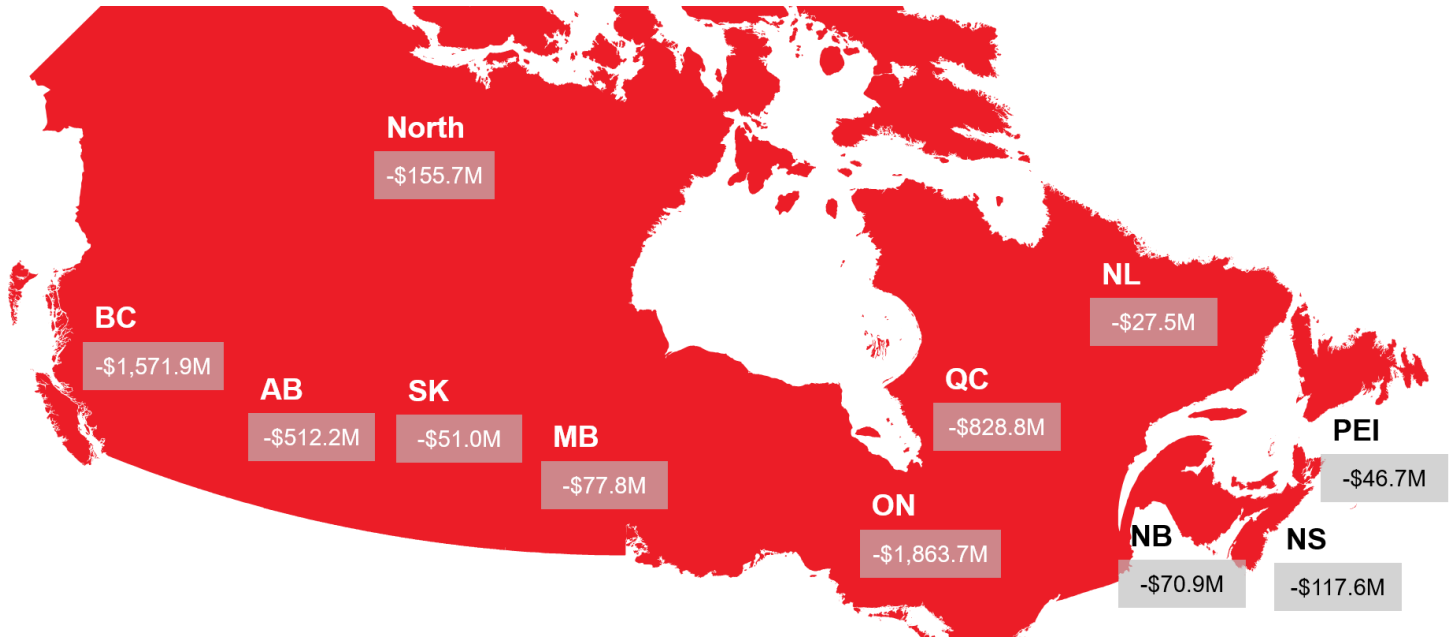 North
-$155.7M
NL
-$27.5M
BC
-$1,571.9M
AB
-$512.2M
SK
-$51.0M
QC
-$828.8M
MB
-$77.8M
PEI
-$46.7M
ON
-$1,863.7M
NB
-$70.9M
NS
-$117.6M